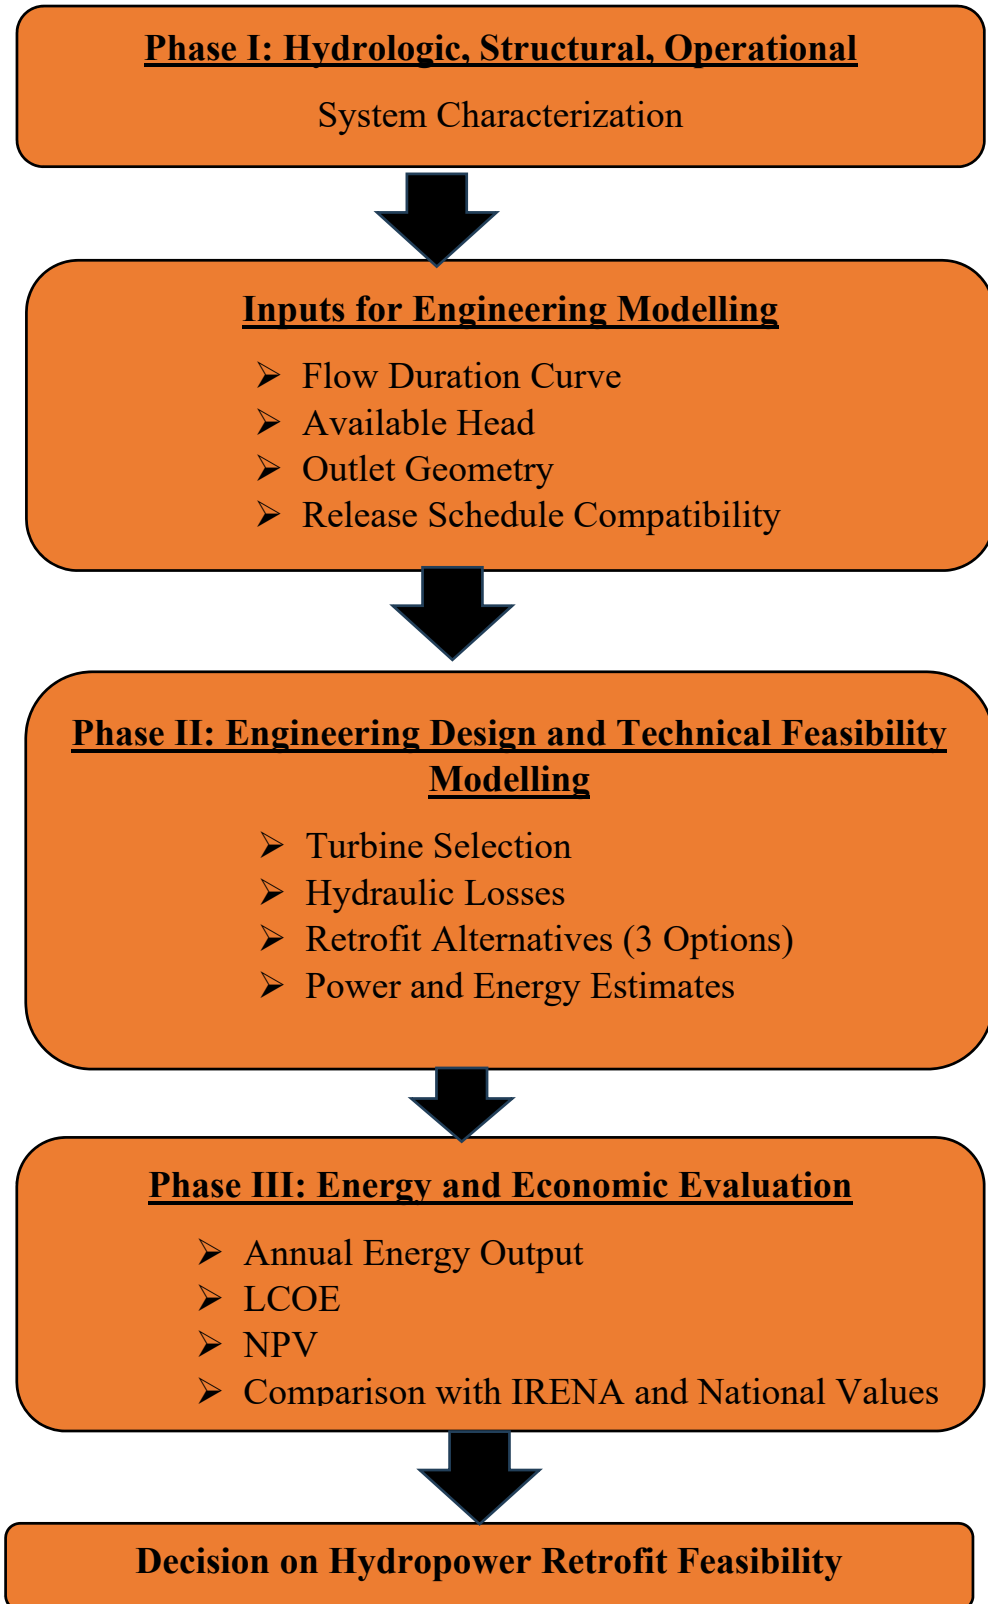 Phase I: Hydrologic, Structural, Operational
System Characterization
Inputs for Engineering Modelling
➢ Flow Duration Curve
➢ Available Head
➢ Outlet Geometry
➢ Release Schedule Compatibility
Phase II: Engineering Design and Technical Feasibility
Modelling
➢ Turbine Selection
➢ Hydraulic Losses
➢ Retrofit Alternatives (3 Options)
➢ Power and Energy Estimates
Phase III: Energy and Economic Evaluation
➢ Annual Energy Output
➢ LCOE
➢ NPV
➢ Comparison with IRENA and National Values
Decision on Hydropower Retrofit Feasibility